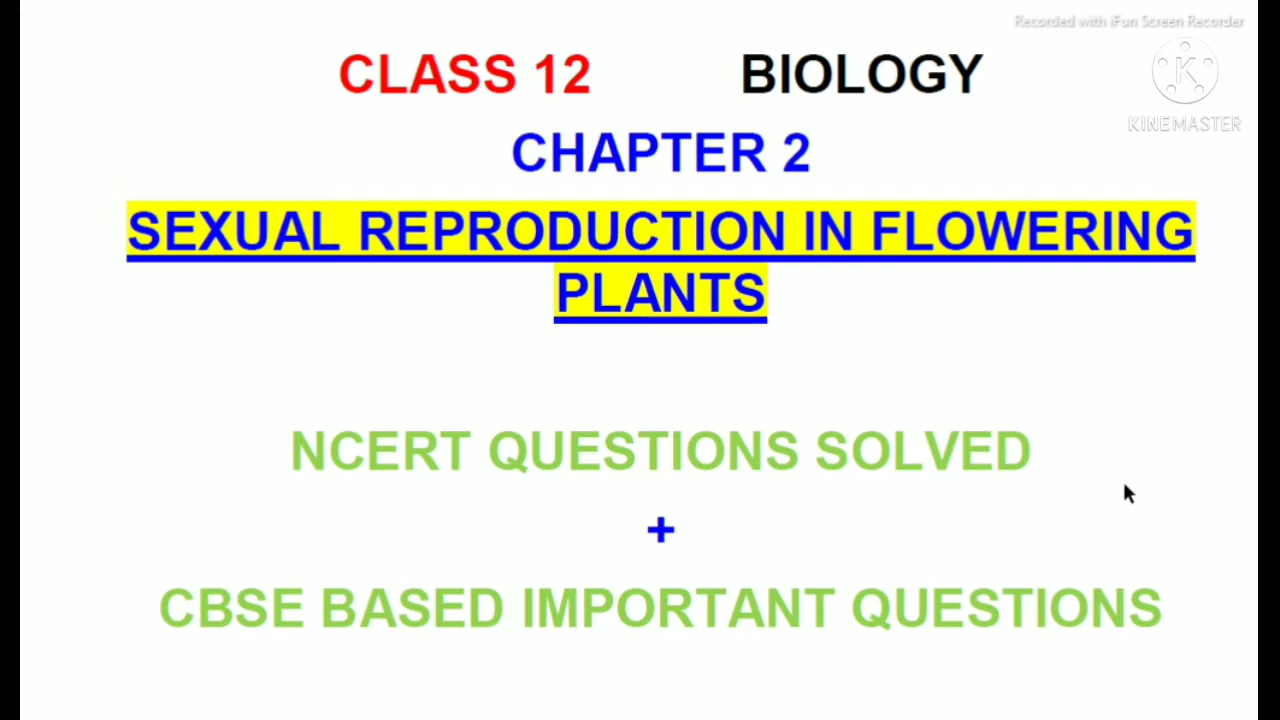 Recorded with iFun Screen Recorder
CLASS 12 BIOLOGY
K
KINEMASTER
CHAPTER 2
SEXUAL REPRODUCTION IN FLOWERING
PLANTS
NCERT QUESTIONS SOLVED
+
CBSE BASED IMPORTANT QUESTIONS